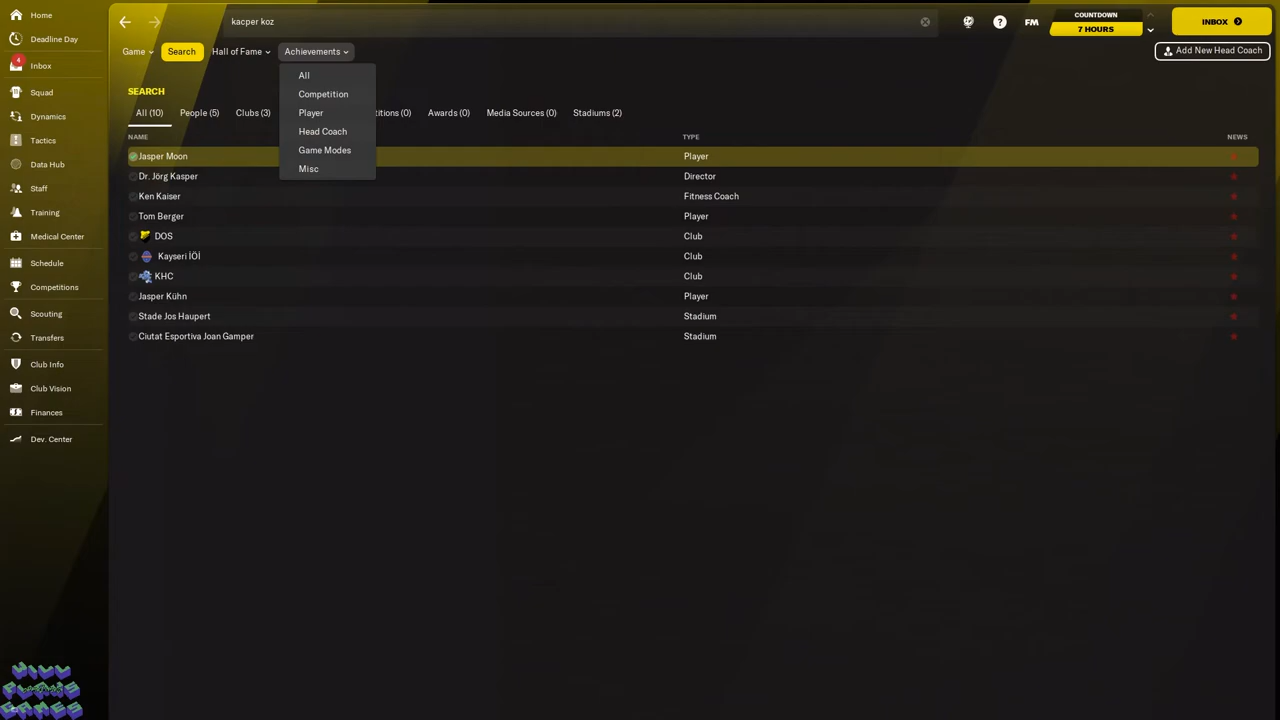 kacper koz
COUNTDOWN
7 HOURS
INBOX
FM
Home
Deadline Day
4
Inbox
Squad
Dynamics
Tactics
Data Hub
Staff
Training
Medical Center
Schedule
Competitions
Scouting
Transfers
Club Info
Club Vision
Finances
Dev. Center
Game Search Hall of Fame Achievements
Add New Head Coach
All
Competition
Player
Head Coach
Game Modes
Misc
SEARCH
All (10) People (5) Clubs (3) titions (0) Awards (0) Media Sources (0) Stadiums (2)
NAME TYPE NEWS
Jasper Moon Player
Dr. Jörg Kasper Director
Ken Kaiser Fitness Coach
Tom Berger Player
DOS Club
Kayseri İÖİ Club
KHC Club
Jasper Kühn Player
Stade Jos Haupert Stadium
Ciutat Esportiva Joan Gamper Stadium